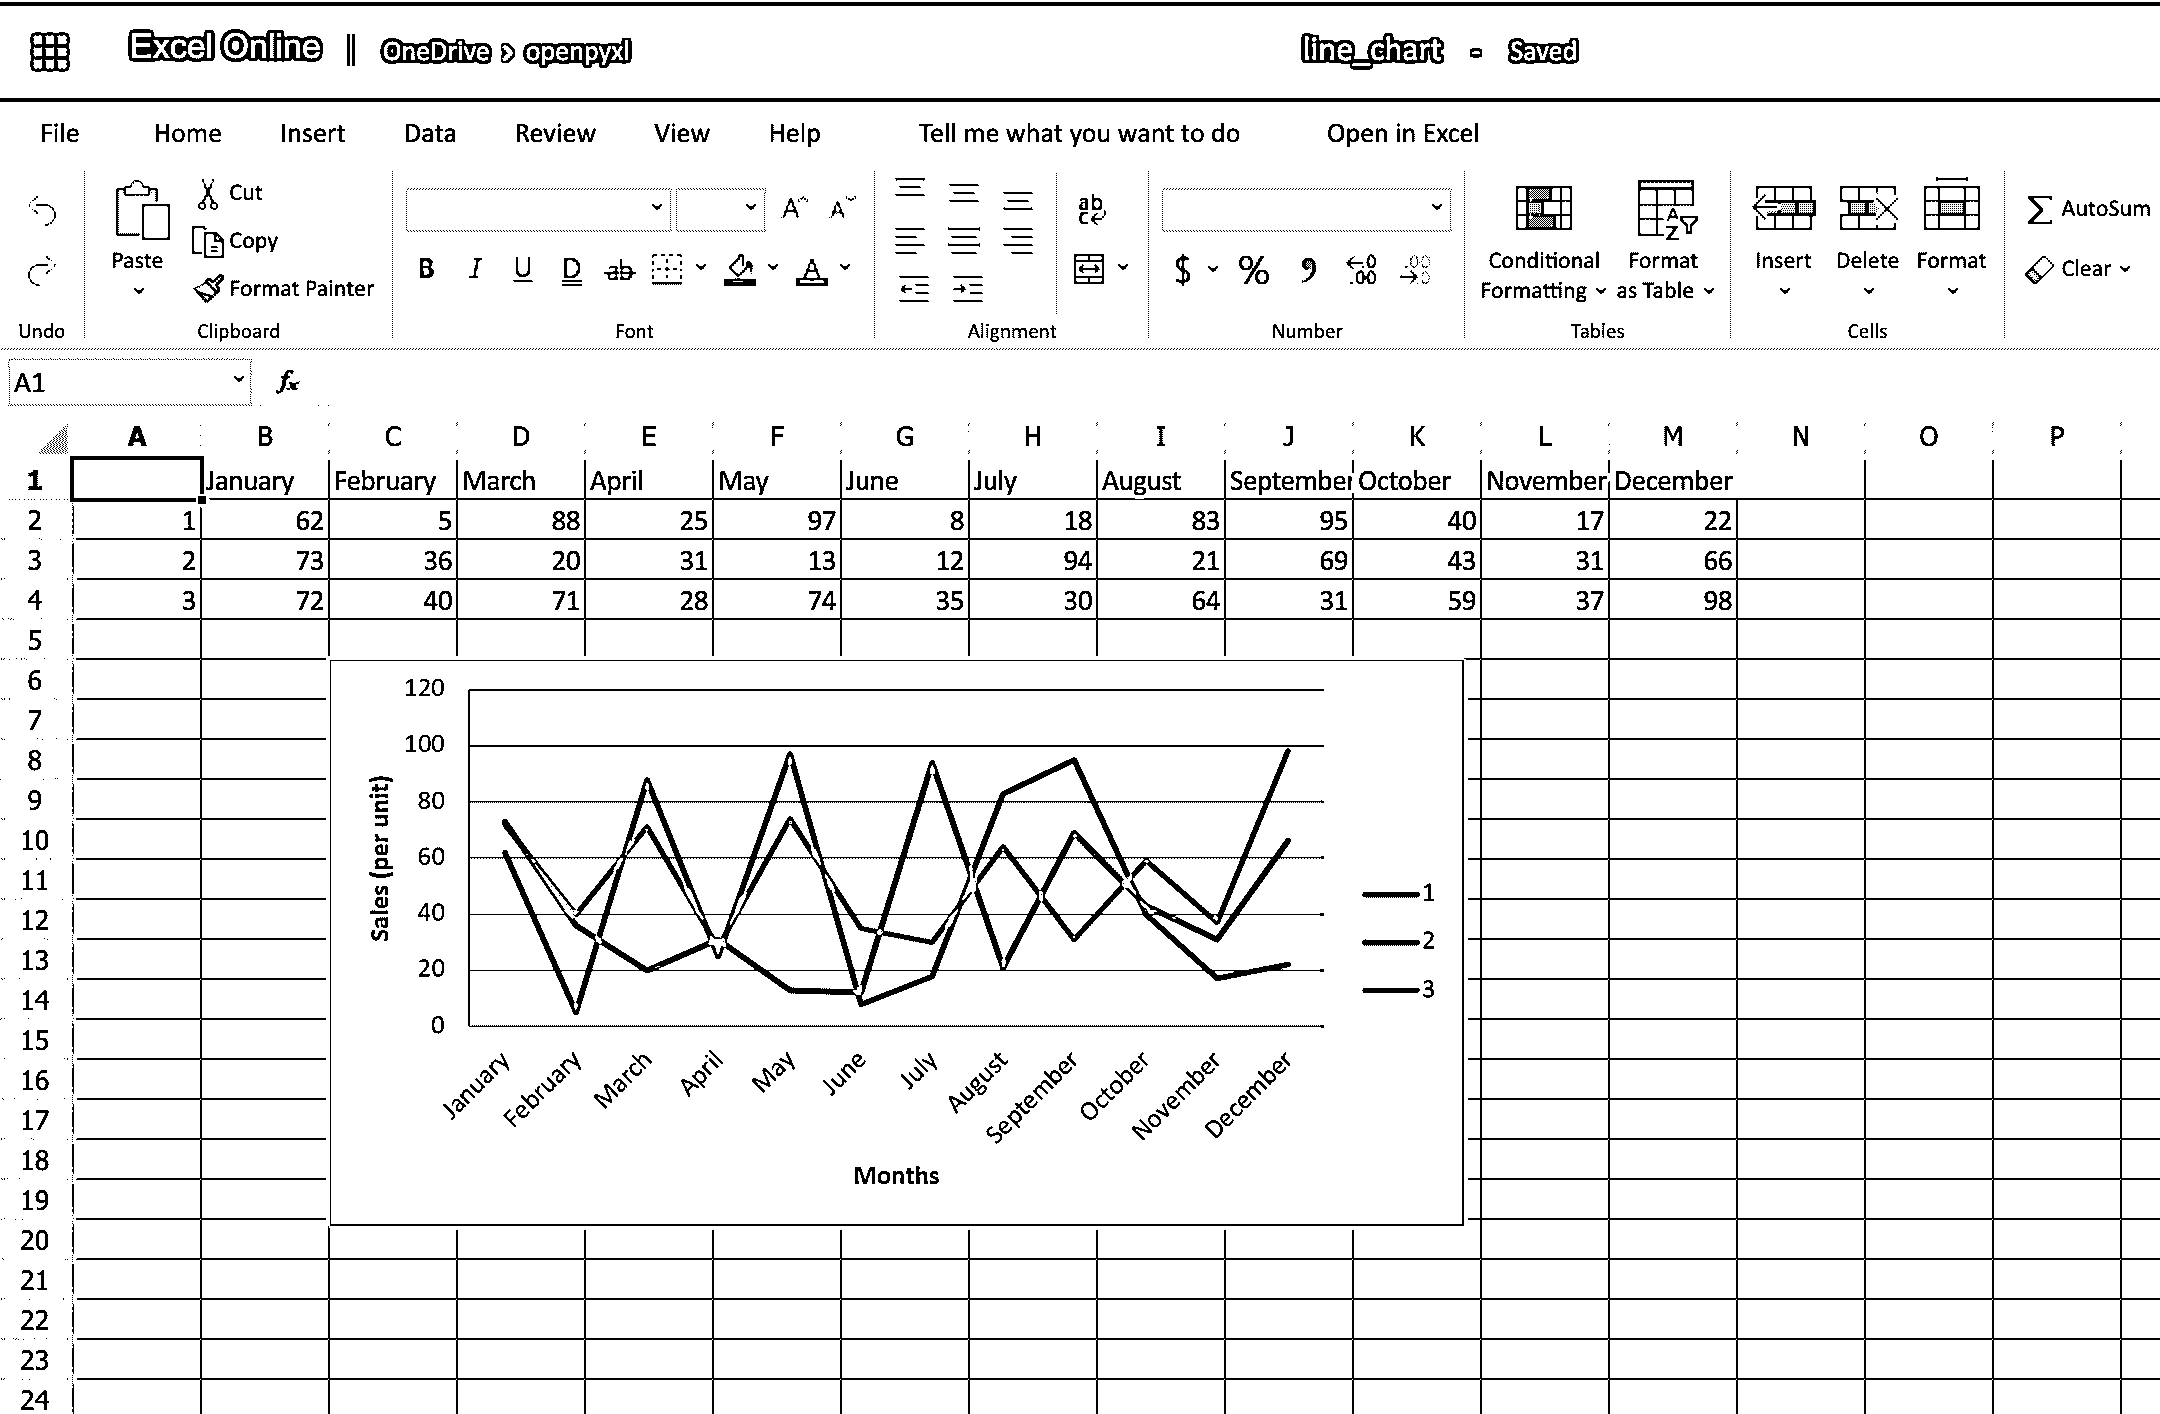 Excel Online || OneDrive > openpyxl line_chart - Saved
File Home Insert Data Review View Help Tell me what you want to do Open in Excel
Cut
Copy
Format Painter
Paste
B I U D ab A $ % 9
Conditional Formatting
Format as Table
Insert Delete Format
AutoSum
Clear
Undo Clipboard Font Alignment Number Tables Cells
A1 fx
A B C D E F G H I J K L M N O P
1 January February March April May June July August September October November December
2 1 62 5 88 25 97 8 18 83 95 40 17 22
3 2 73 36 20 31 13 12 94 21 69 43 31 66
4 3 72 40 71 28 74 35 30 64 31 59 37 98
5
6
7
8
9
10
11
12
13
14
15
16
17
18
19
20
21
22
23
24
120
100
80
60
40
20
0
Sales (per unit)
January February March April May June July August September October November December
Months
1
2
3